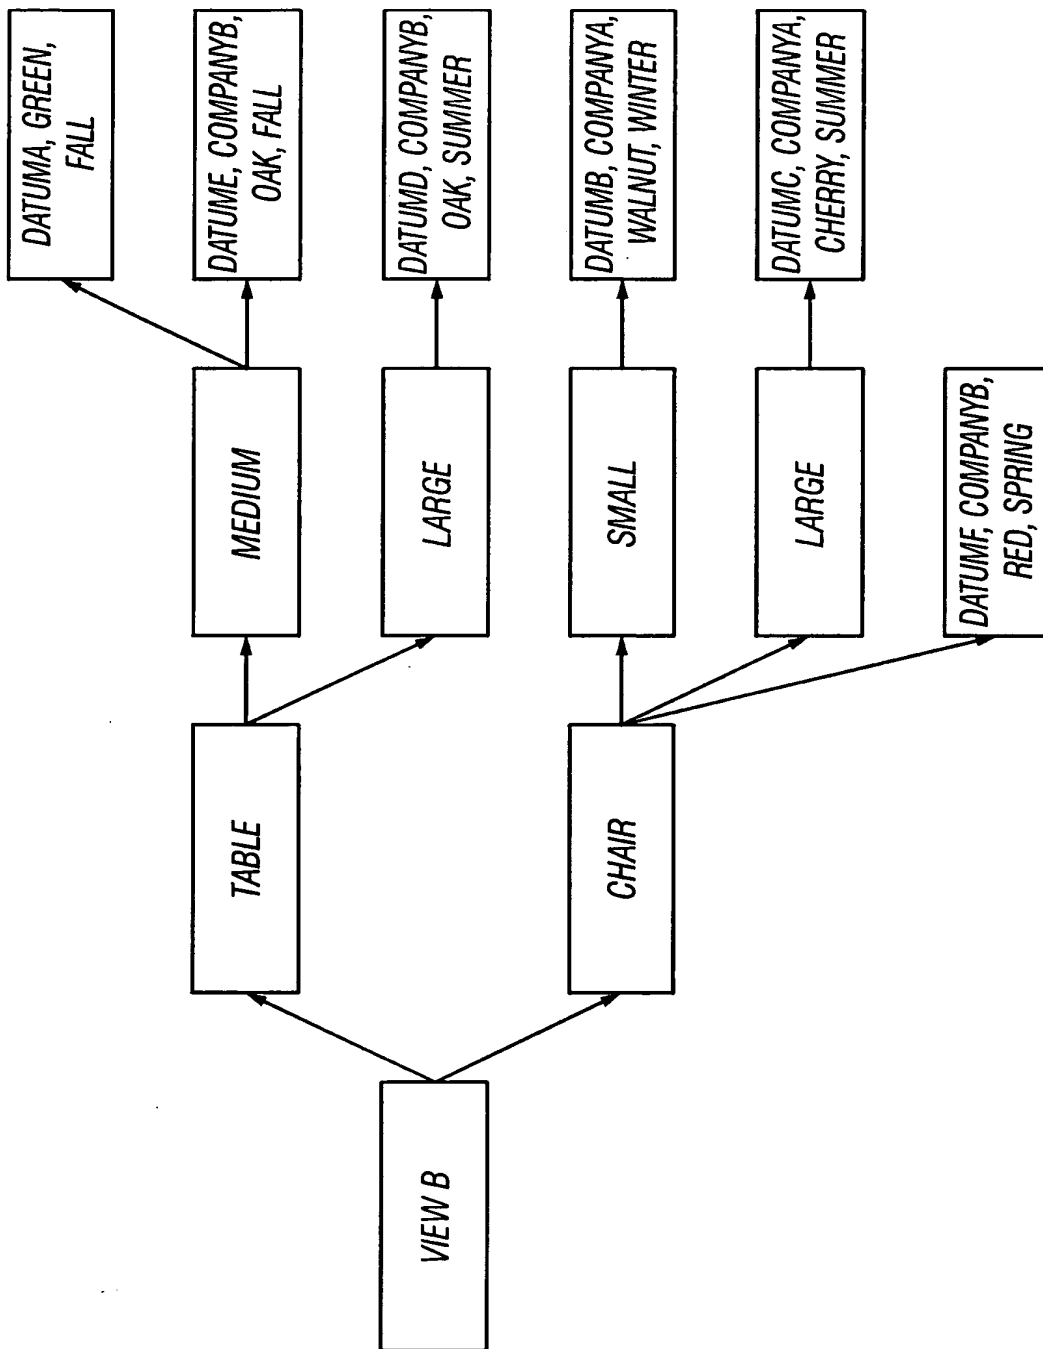 DATUMA, GREEN,
FALL
TABLE
MEDIUM
DATUME, COMPANYB,
OAK, FALL
VIEW B
LARGE
DATUMD, COMPANYB,
OAK, SUMMER
CHAIR
SMALL
DATUMB, COMPANYA,
WALNUT, WINTER
LARGE
DATUMC, COMPANYA,
CHERRY, SUMMER
DATUMF, COMPANYB,
RED, SPRING